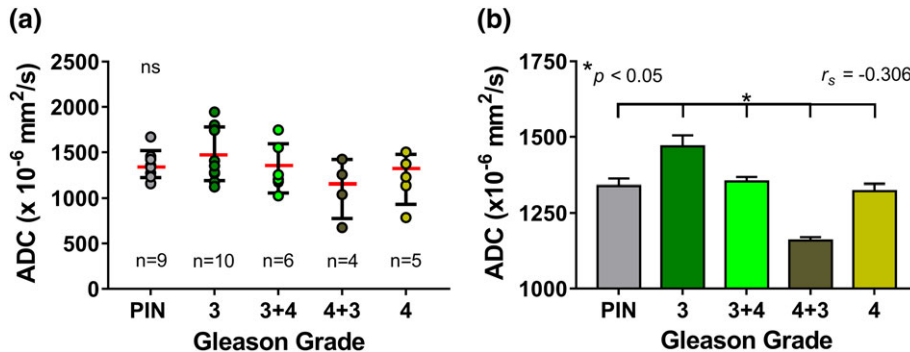 (a)
ADC (x 10⁻⁶ mm²/s)
2500
2000
1500
1000
500
0
ns
n=9 n=10 n=6 n=4 n=5
PIN 3 3+4 4+3 4
Gleason Grade
(b)
ADC (x10⁻⁶ mm²/s)
1750
1500
1250
1000
*p < 0.05
rₛ = -0.306
*
PIN 3 3+4 4+3 4
Gleason Grade